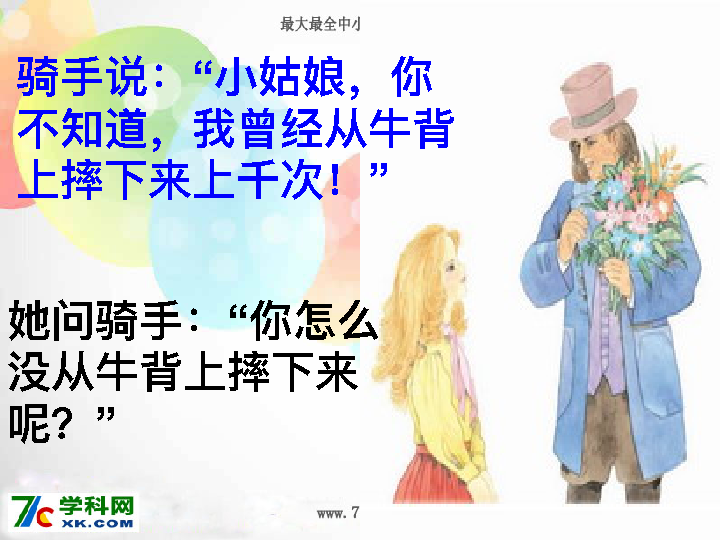 最大最全中小
骑手说：“小姑娘，你
不知道，我曾经从牛背
上摔下来上千次！”
她问骑手：“你怎么
没从牛背上摔下来
呢？”
学科网
XK.COM
www.7